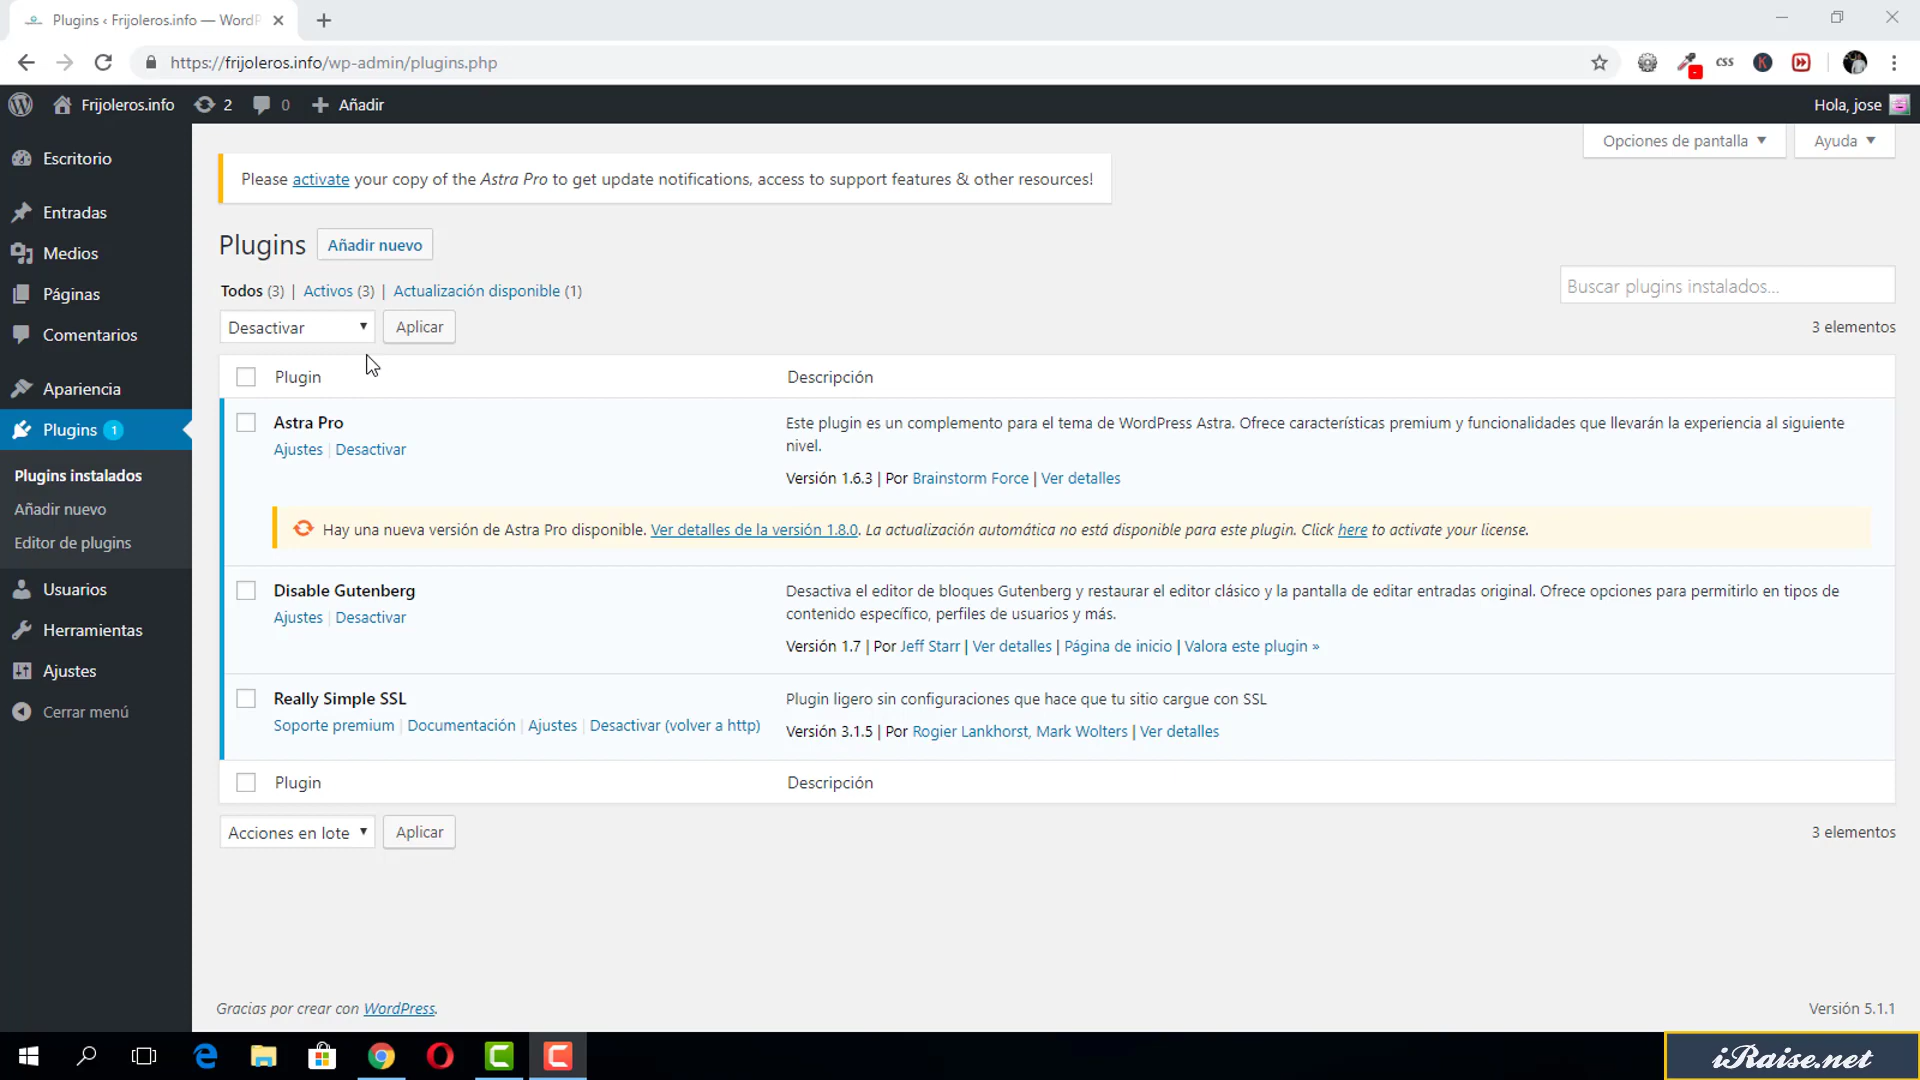 Plugins ‹ Frijoleros.info — WordP
https://frijoleros.info/wp-admin/plugins.php
CSS
K
Frijoleros.info 2 0 Añadir
Hola, jose
Opciones de pantalla
Ayuda
Escritorio
Entradas
Medios
Páginas
Comentarios
Apariencia
Plugins 1
Plugins instalados
Añadir nuevo
Editor de plugins
Usuarios
Herramientas
Ajustes
Cerrar menú
Please activate your copy of the Astra Pro to get update notifications, access to support features & other resources!
Plugins Añadir nuevo
Todos (3) | Activos (3) | Actualización disponible (1)
Buscar plugins instalados...
Desactivar Aplicar
3 elementos
Plugin Descripción
Astra Pro
Ajustes | Desactivar
Este plugin es un complemento para el tema de WordPress Astra. Ofrece características premium y funcionalidades que llevarán la experiencia al siguiente
nivel.
Versión 1.6.3 | Por Brainstorm Force | Ver detalles
Hay una nueva versión de Astra Pro disponible. Ver detalles de la versión 1.8.0. La actualización automática no está disponible para este plugin. Click here to activate your license.
Disable Gutenberg
Ajustes | Desactivar
Desactiva el editor de bloques Gutenberg y restaurar el editor clásico y la pantalla de editar entradas original. Ofrece opciones para permitirlo en tipos de
contenido específico, perfiles de usuarios y más.
Versión 1.7 | Por Jeff Starr | Ver detalles | Página de inicio | Valora este plugin »
Really Simple SSL
Soporte premium | Documentación | Ajustes | Desactivar (volver a http)
Plugin ligero sin configuraciones que hace que tu sitio cargue con SSL
Versión 3.1.5 | Por Rogier Lankhorst, Mark Wolters | Ver detalles
Plugin Descripción
Acciones en lote Aplicar
3 elementos
Gracias por crear con WordPress.
Versión 5.1.1
iRaise.net